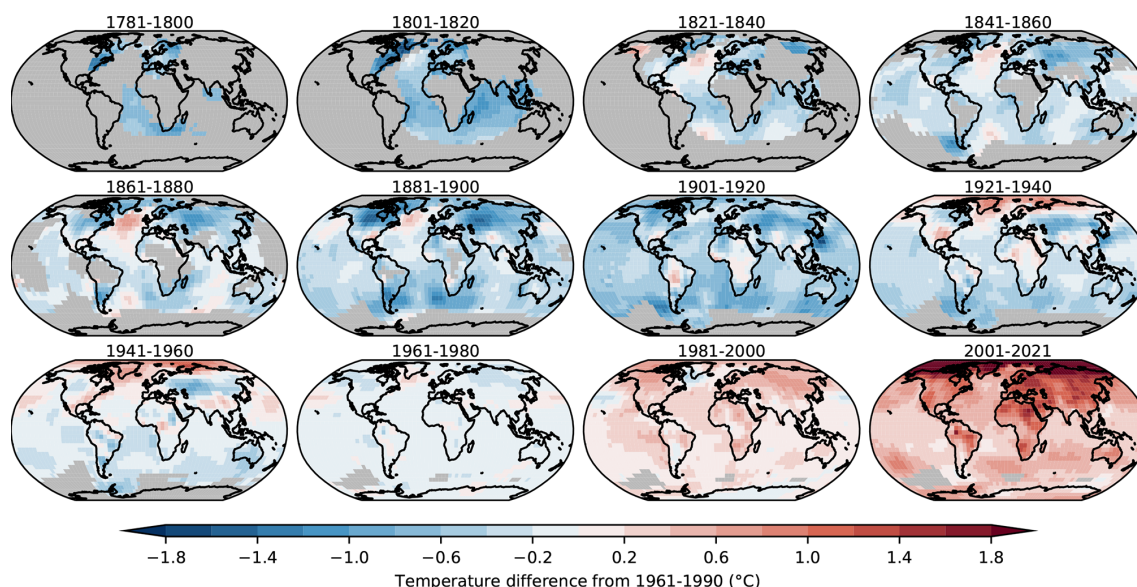 1781-1800 1801-1820 1821-1840 1841-1860
1861-1880 1881-1900 1901-1920 1921-1940
1941-1960 1961-1980 1981-2000 2001-2021
−1.8 −1.4 −1.0 −0.6 −0.2 0.2 0.6 1.0 1.4 1.8
Temperature difference from 1961-1990 (°C)